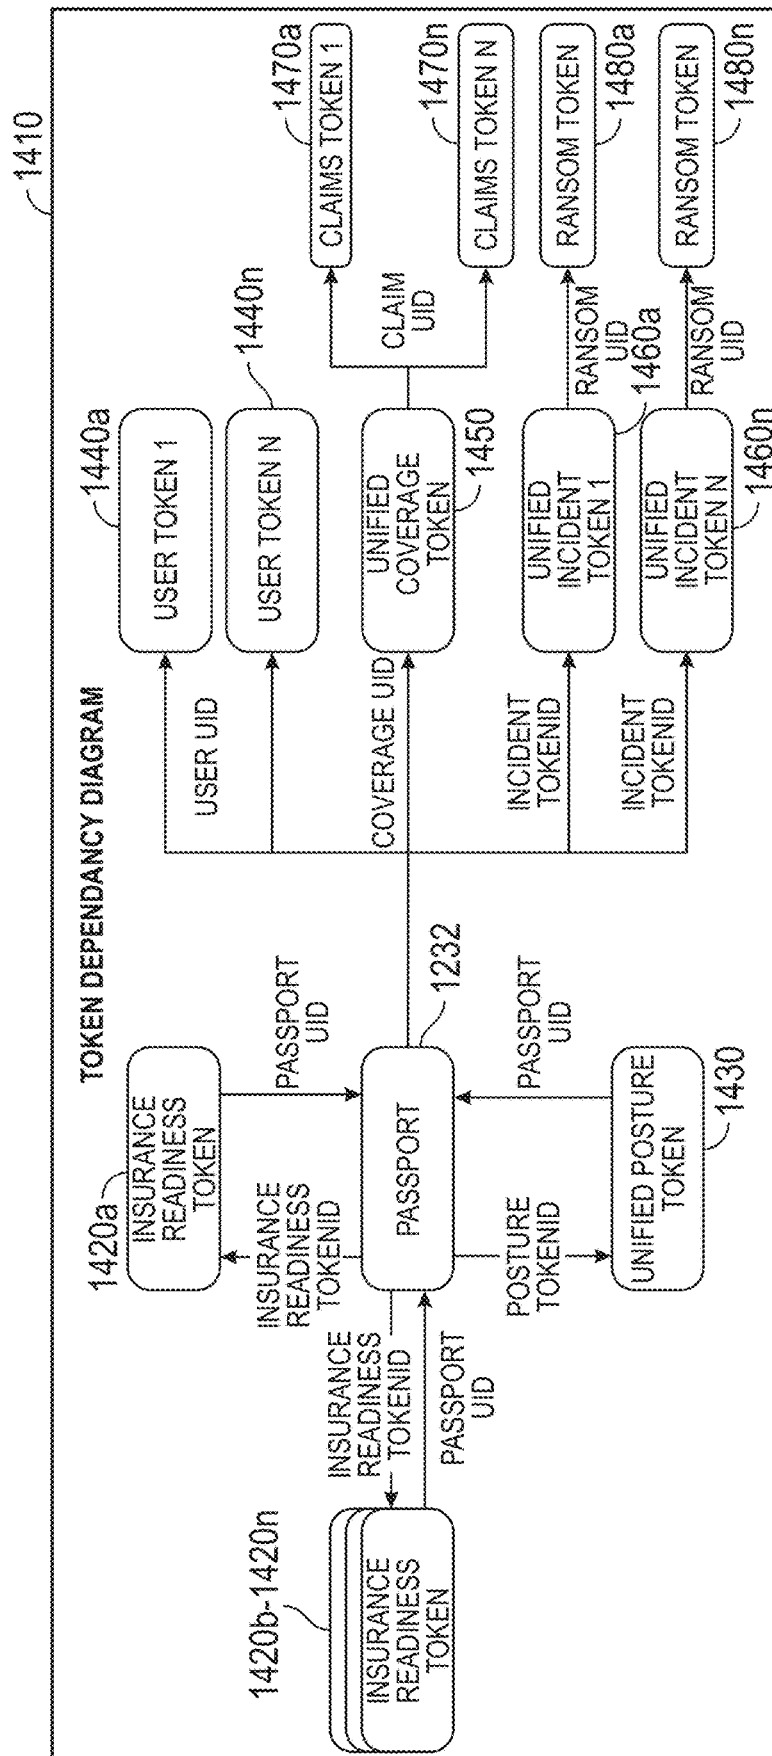 1410
TOKEN DEPENDANCY DIAGRAM
1420b-1420n
INSURANCE
READINESS
TOKEN
INSURANCE
READINESS
TOKENID
PASSPORT
UID
1420a
INSURANCE
READINESS
TOKEN
INSURANCE
READINESS
TOKENID
PASSPORT
UID
PASSPORT
1232
POSTURE
TOKENID
PASSPORT
UID
UNIFIED POSTURE
TOKEN
1430
USER UID
1440a
USER TOKEN 1
1440n
USER TOKEN N
COVERAGE UID
UNIFIED
COVERAGE
TOKEN
1450
CLAIM
UID
1470a
CLAIMS TOKEN 1
1470n
CLAIMS TOKEN N
INCIDENT
TOKENID
UNIFIED
INCIDENT
TOKEN 1
1460a
RANSOM
UID
RANSOM TOKEN
1480a
INCIDENT
TOKENID
UNIFIED
INCIDENT
TOKEN N
1460n
RANSOM
UID
RANSOM TOKEN
1480n